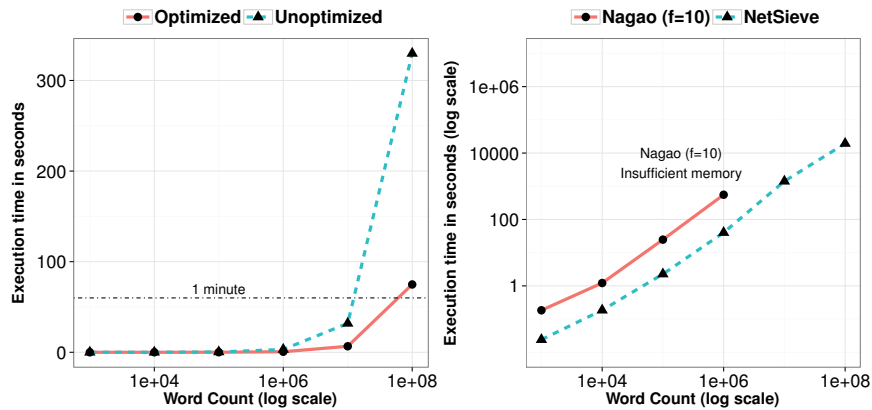 Optimized Unoptimized
Execution time in seconds
300
200
100
0
1 minute
1e+04 1e+06 1e+08
Word Count (log scale)
Nagao (f=10) NetSieve
Execution time in seconds (log scale)
1e+06
10000
100
1
Nagao (f=10)
Insufficient memory
1e+04 1e+06 1e+08
Word Count (log scale)